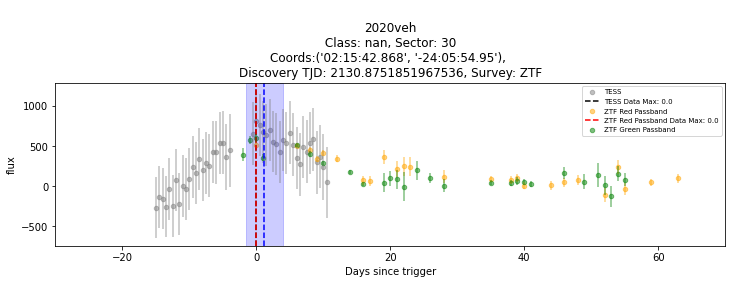 2020veh
Class: nan, Sector: 30
Coords:('02:15:42.868', '-24:05:54.95'),
Discovery TJD: 2130.8751851967536, Survey: ZTF
TESS
TESS Data Max: 0.0
ZTF Red Passband
ZTF Red Passband Data Max: 0.0
ZTF Green Passband
flux
1000
500
0
−500
−20
0
20
40
60
Days since trigger